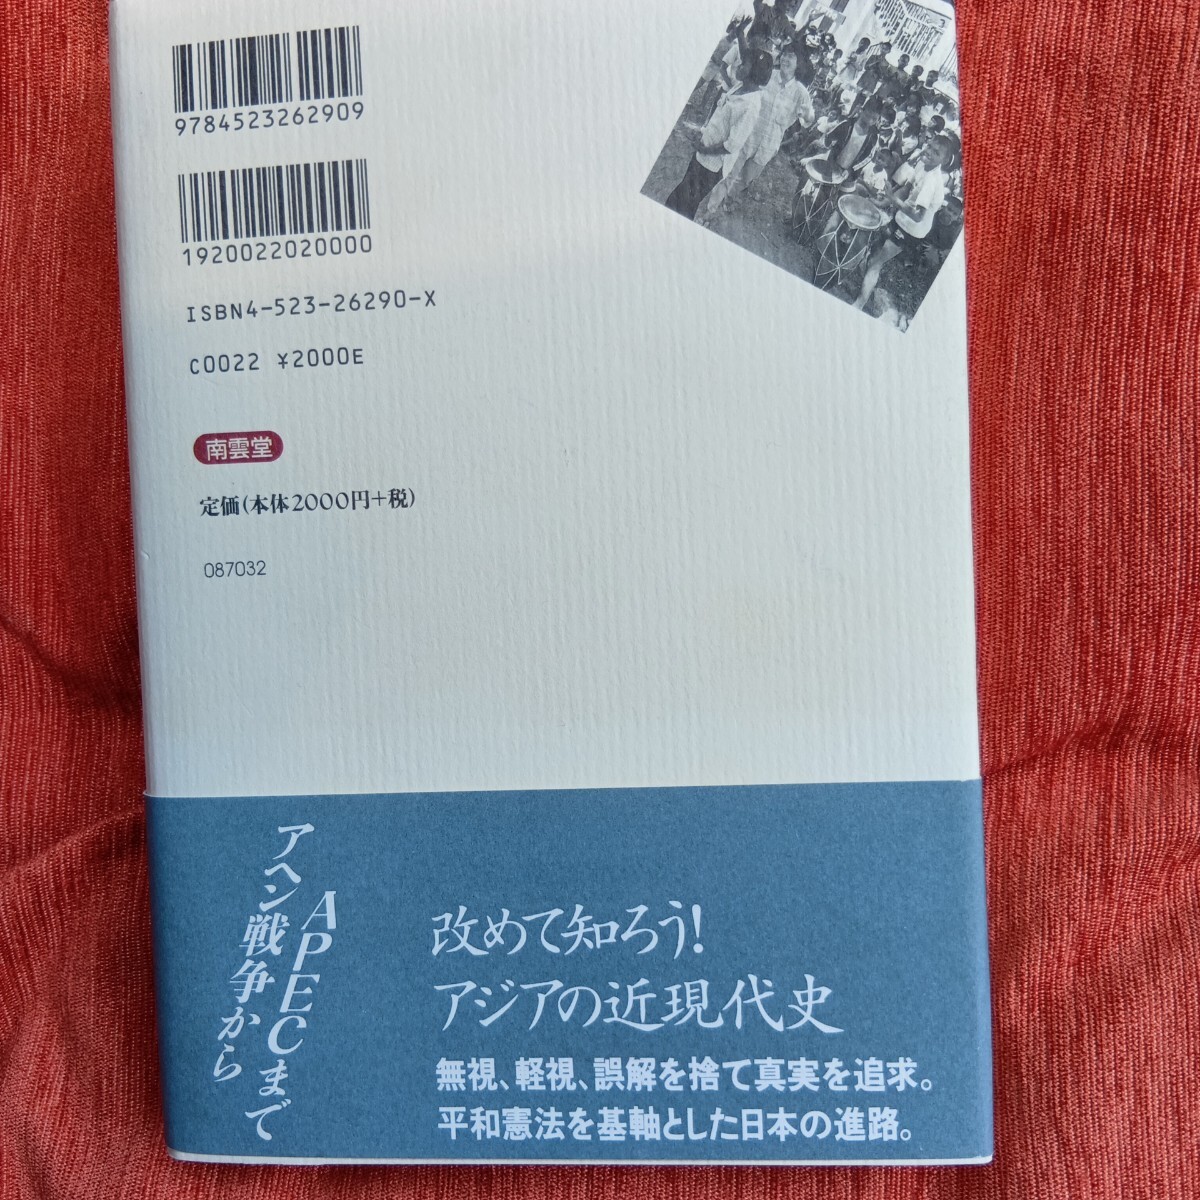 9784523262909
1920022020000
ISBN4-523-26290-X
C0022 ¥2000E
南雲堂
定価(本体2000円+税)
087032
アヘン戦争から
APECまで
改めて知ろう!
アジアの近現代史
無視、軽視、誤解を捨て真実を追求。
平和憲法を基軸とした日本の進路。